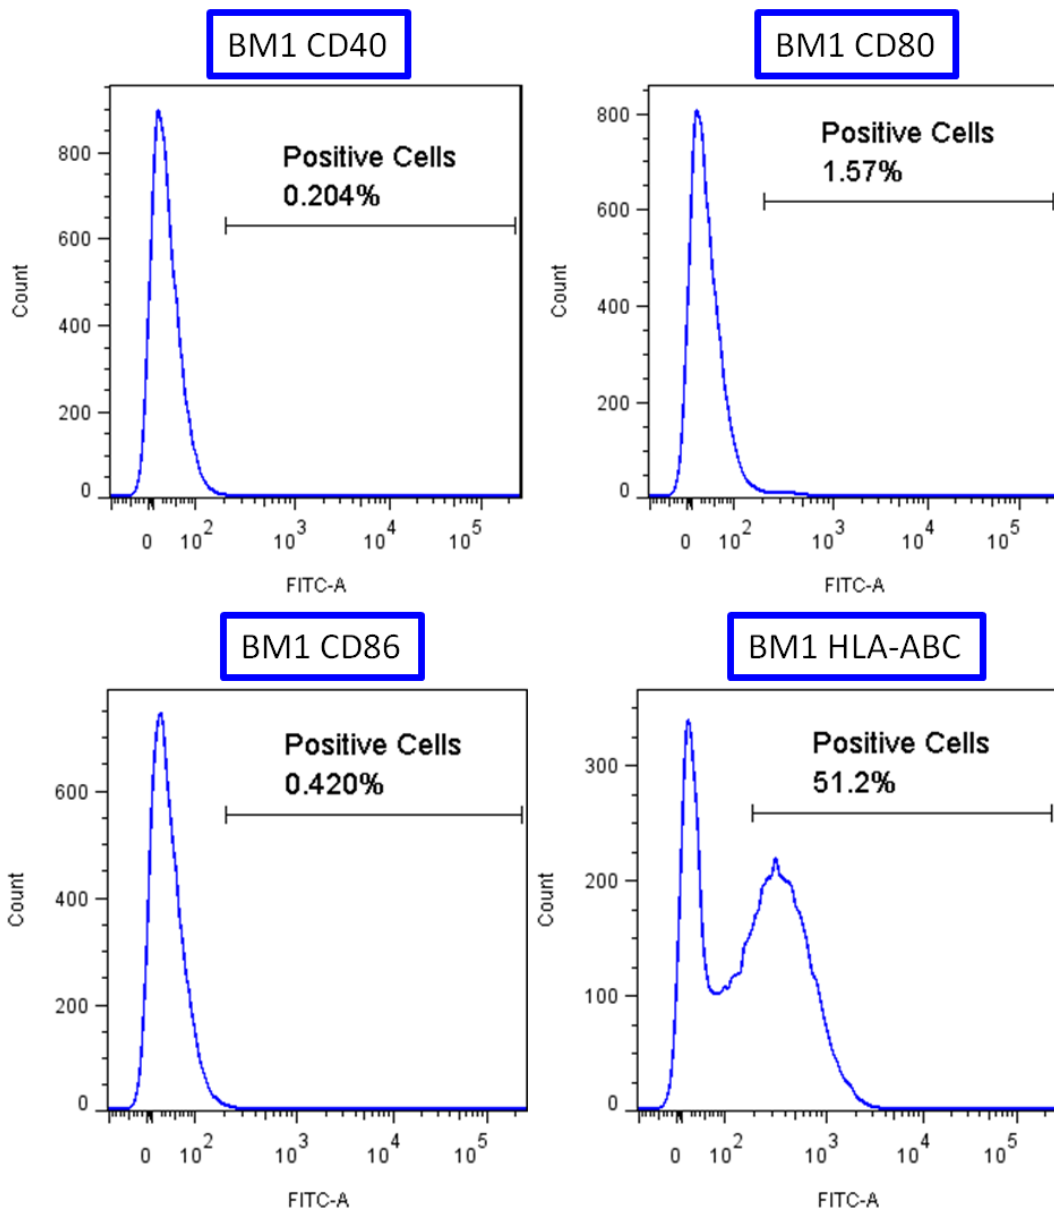 BM1 CD40
Positive Cells
0.204%
Count
800
600
400
200
0
0 10² 10³ 10⁴ 10⁵
FITC-A
BM1 CD80
Positive Cells
1.57%
Count
800
600
400
200
0
0 10² 10³ 10⁴ 10⁵
FITC-A
BM1 CD86
Positive Cells
0.420%
Count
600
400
200
0
0 10² 10³ 10⁴ 10⁵
FITC-A
BM1 HLA-ABC
Positive Cells
51.2%
Count
300
200
100
0
0 10² 10³ 10⁴ 10⁵
FITC-A